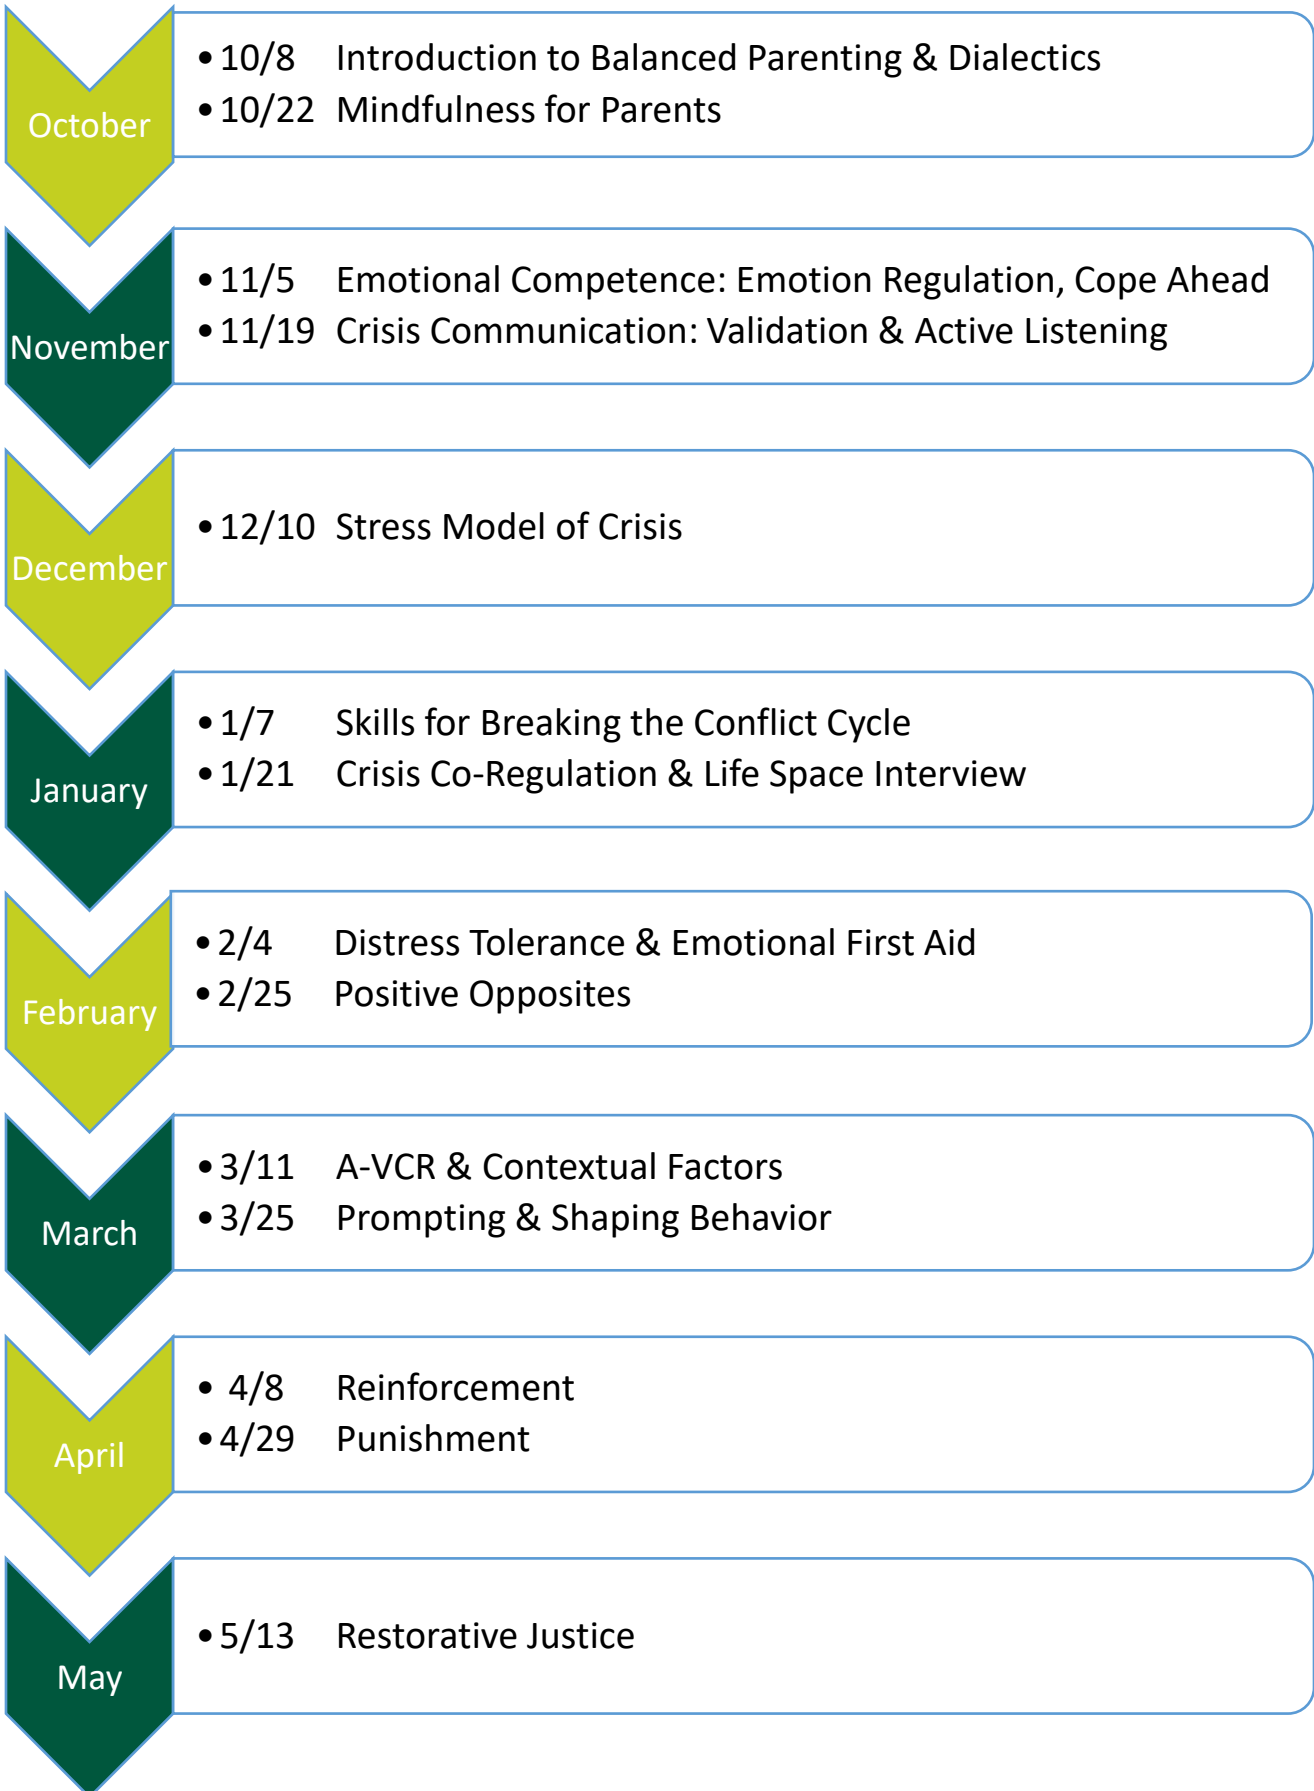 October
• 10/8 Introduction to Balanced Parenting & Dialectics
• 10/22 Mindfulness for Parents
November
• 11/5 Emotional Competence: Emotion Regulation, Cope Ahead
• 11/19 Crisis Communication: Validation & Active Listening
December
• 12/10 Stress Model of Crisis
January
• 1/7 Skills for Breaking the Conflict Cycle
• 1/21 Crisis Co-Regulation & Life Space Interview
February
• 2/4 Distress Tolerance & Emotional First Aid
• 2/25 Positive Opposites
March
• 3/11 A-VCR & Contextual Factors
• 3/25 Prompting & Shaping Behavior
April
• 4/8 Reinforcement
• 4/29 Punishment
May
• 5/13 Restorative Justice